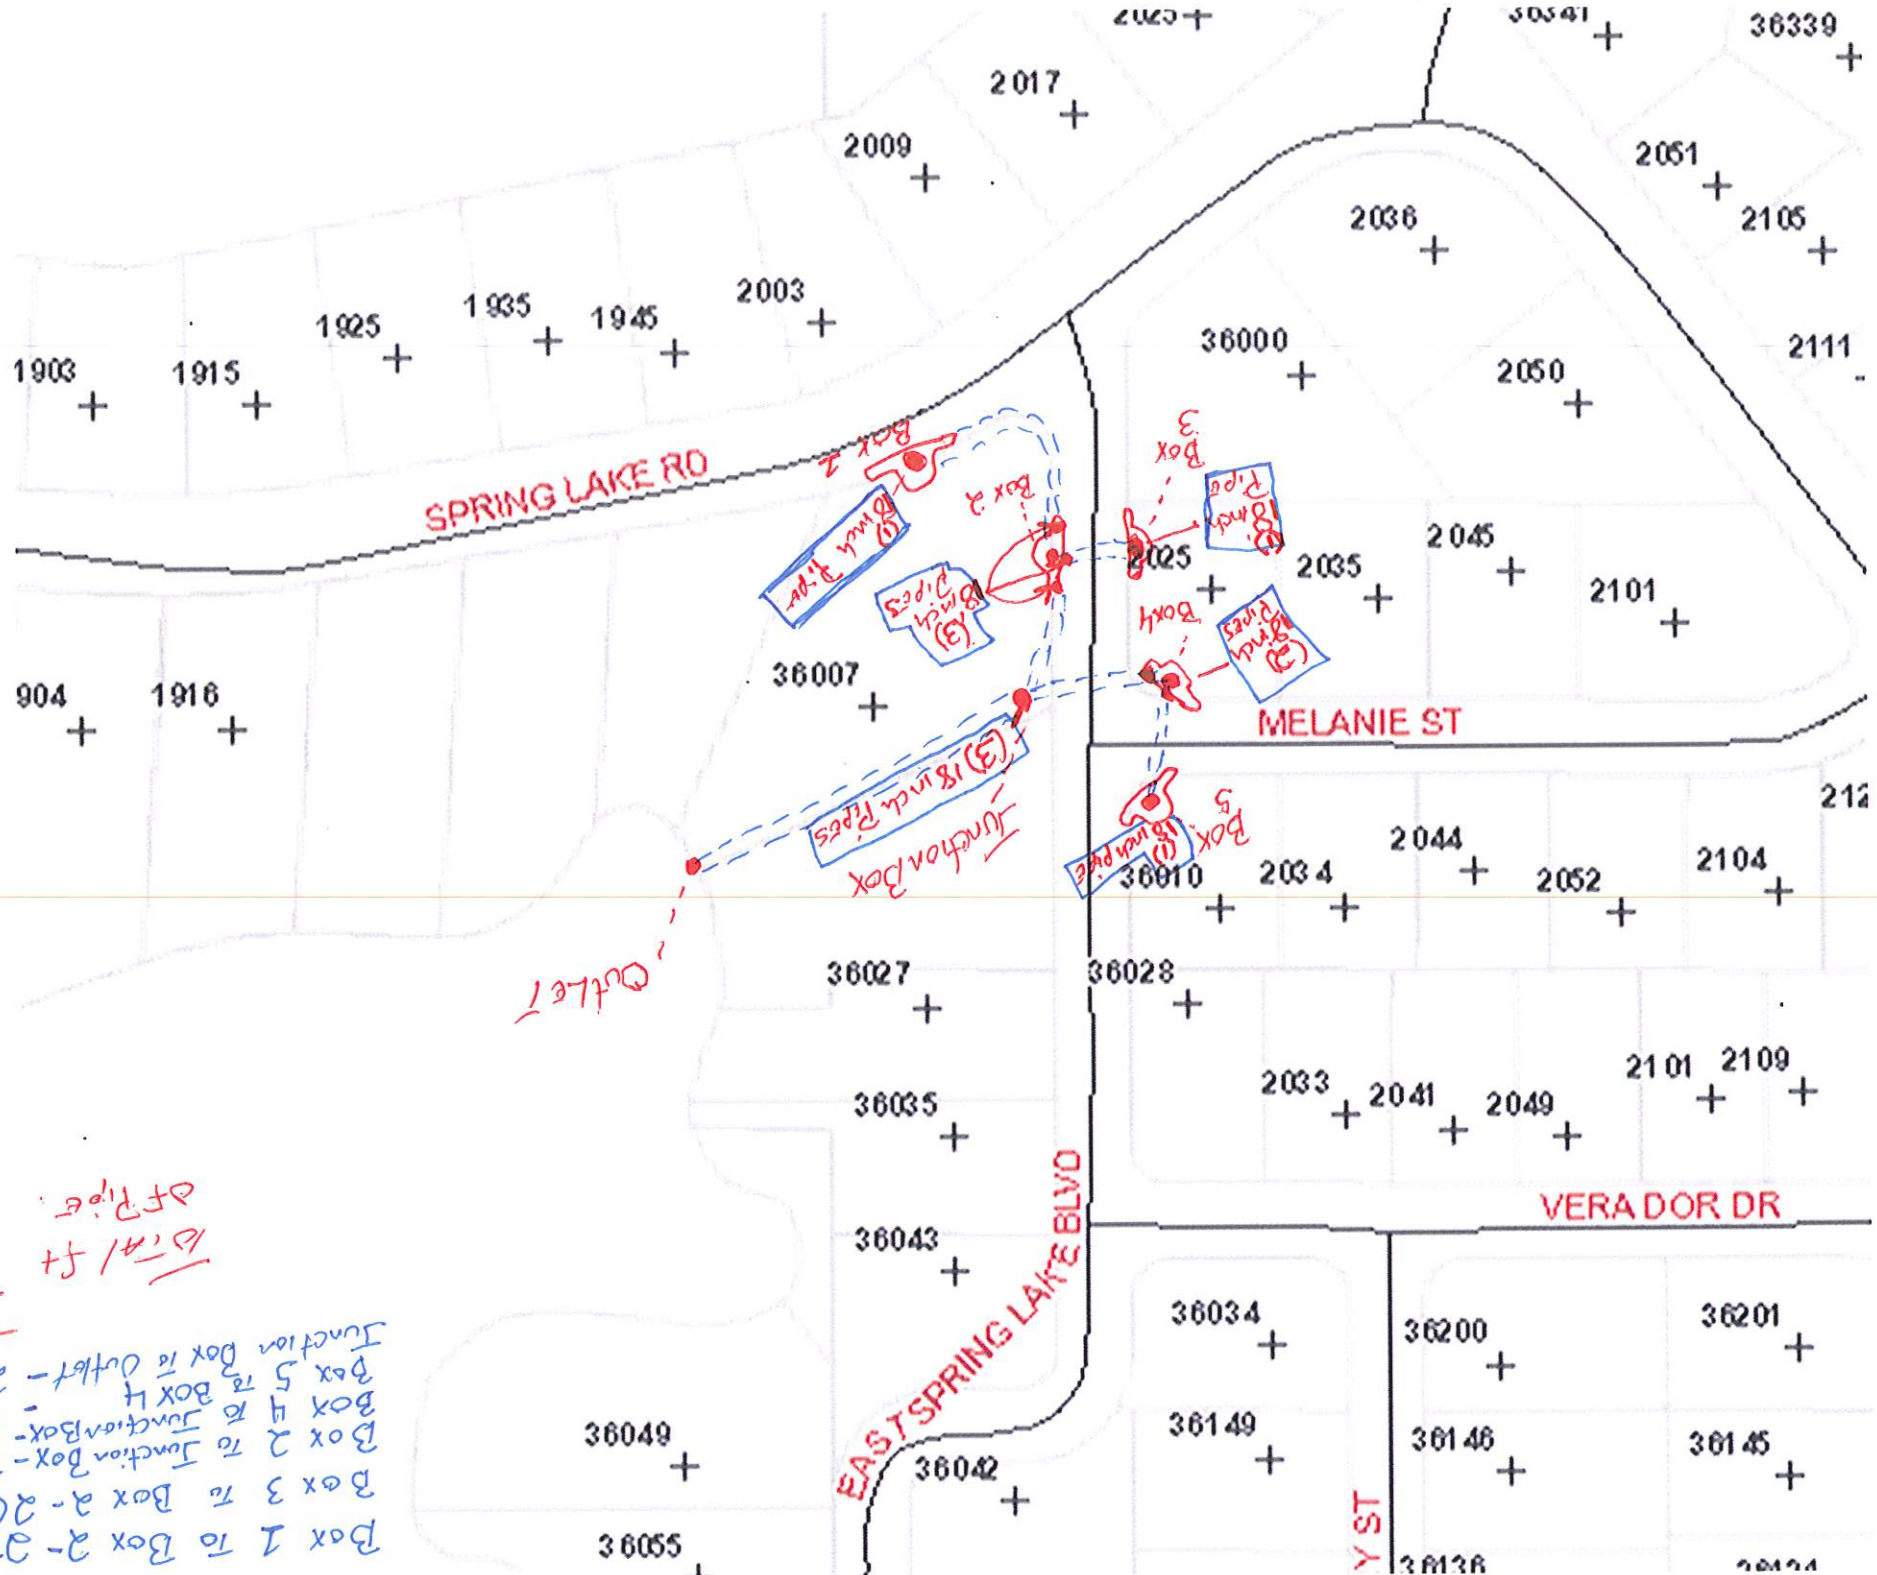 36339
2017
2009
2051
2036
2105
2003
1935
1945
1925
36000
2111
1903
1915
2050
SPRING LAKE RD
Box 1
Box 3
(1) 18 inch Pipe
Box 2
(1) 18 inch Pipe
(3) 18 inch Pipes
2025
2035
2045
2101
Box 4
(2) 18 inch Pipes
36007
904
1916
MELANIE ST
(3) 18 inch Pipes
Junction Box
Box 5
(1) 18 inch pipe
212
36010
2034
2044
2052
2104
OutLeT
36027
36028
2033
2041
2049
2101
2109
36035
EAST SPRING LAKE BLVD
VERA DOR DR
36043
Total ft
of Pipe.
36034
36200
36201
Box 1 To Box 2 -
Box 3 To Box 2 -
Box 2 To Junction Box -
Box 4 To Junction Box -
Box 5 To Box 4 -
Junction Box To Outlet -
36049
36149
36146
36145
36042
36055
Y ST
36136